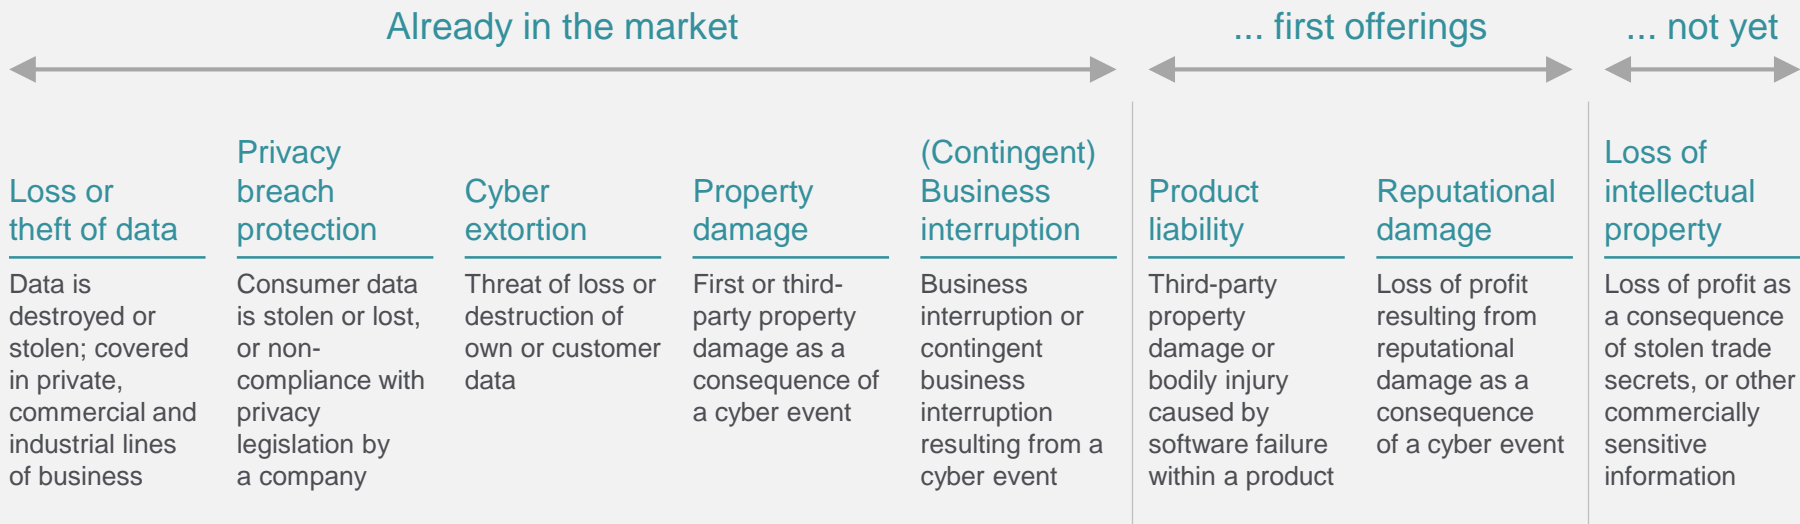 Already in the market
... first offerings
... not yet
Loss or
theft of data
Data is
destroyed or
stolen; covered
in private,
commercial and
industrial lines
of business
Privacy
breach
protection
Consumer data
is stolen or lost,
or non-
compliance with
privacy
legislation by
a company
Cyber
extortion
Threat of loss or
destruction of
own or customer
data
Property
damage
First or third-
party property
damage as a
consequence of
a cyber event
(Contingent)
Business
interruption
Business
interruption or
contingent
business
interruption
resulting from a
cyber event
Product
liability
Third-party
property
damage or
bodily injury
caused by
software failure
within a product
Reputational
damage
Loss of profit
resulting from
reputational
damage as a
consequence
of a cyber event
Loss of
intellectual
property
Loss of profit as
a consequence
of stolen trade
secrets, or other
commercially
sensitive
information